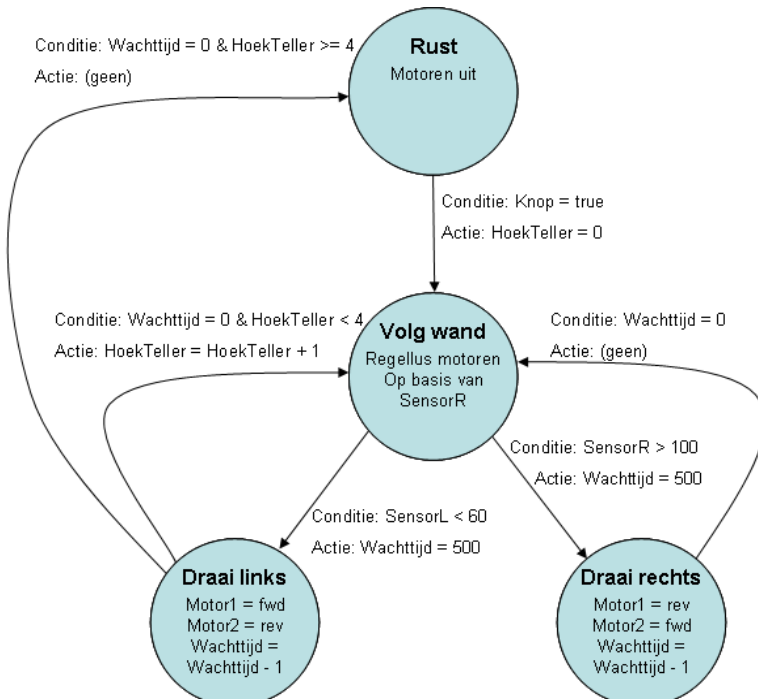 Conditie: Wachttijd = 0 & HoekTeller >= 4
Actie: (geen)
Rust
Motoren uit
Conditie: Knop = true
Actie: HoekTeller = 0
Conditie: Wachttijd = 0 & HoekTeller < 4
Actie: HoekTeller = HoekTeller + 1
Volg wand
Regellus motoren
Op basis van
SensorR
Conditie: Wachttijd = 0
Actie: (geen)
Conditie: SensorR > 100
Actie: Wachttijd = 500
Conditie: SensorL < 60
Actie: Wachttijd = 500
Draai links
Motor1 = fwd
Motor2 = rev
Wachttijd =
Wachttijd - 1
Draai rechts
Motor1 = rev
Motor2 = fwd
Wachttijd =
Wachttijd - 1